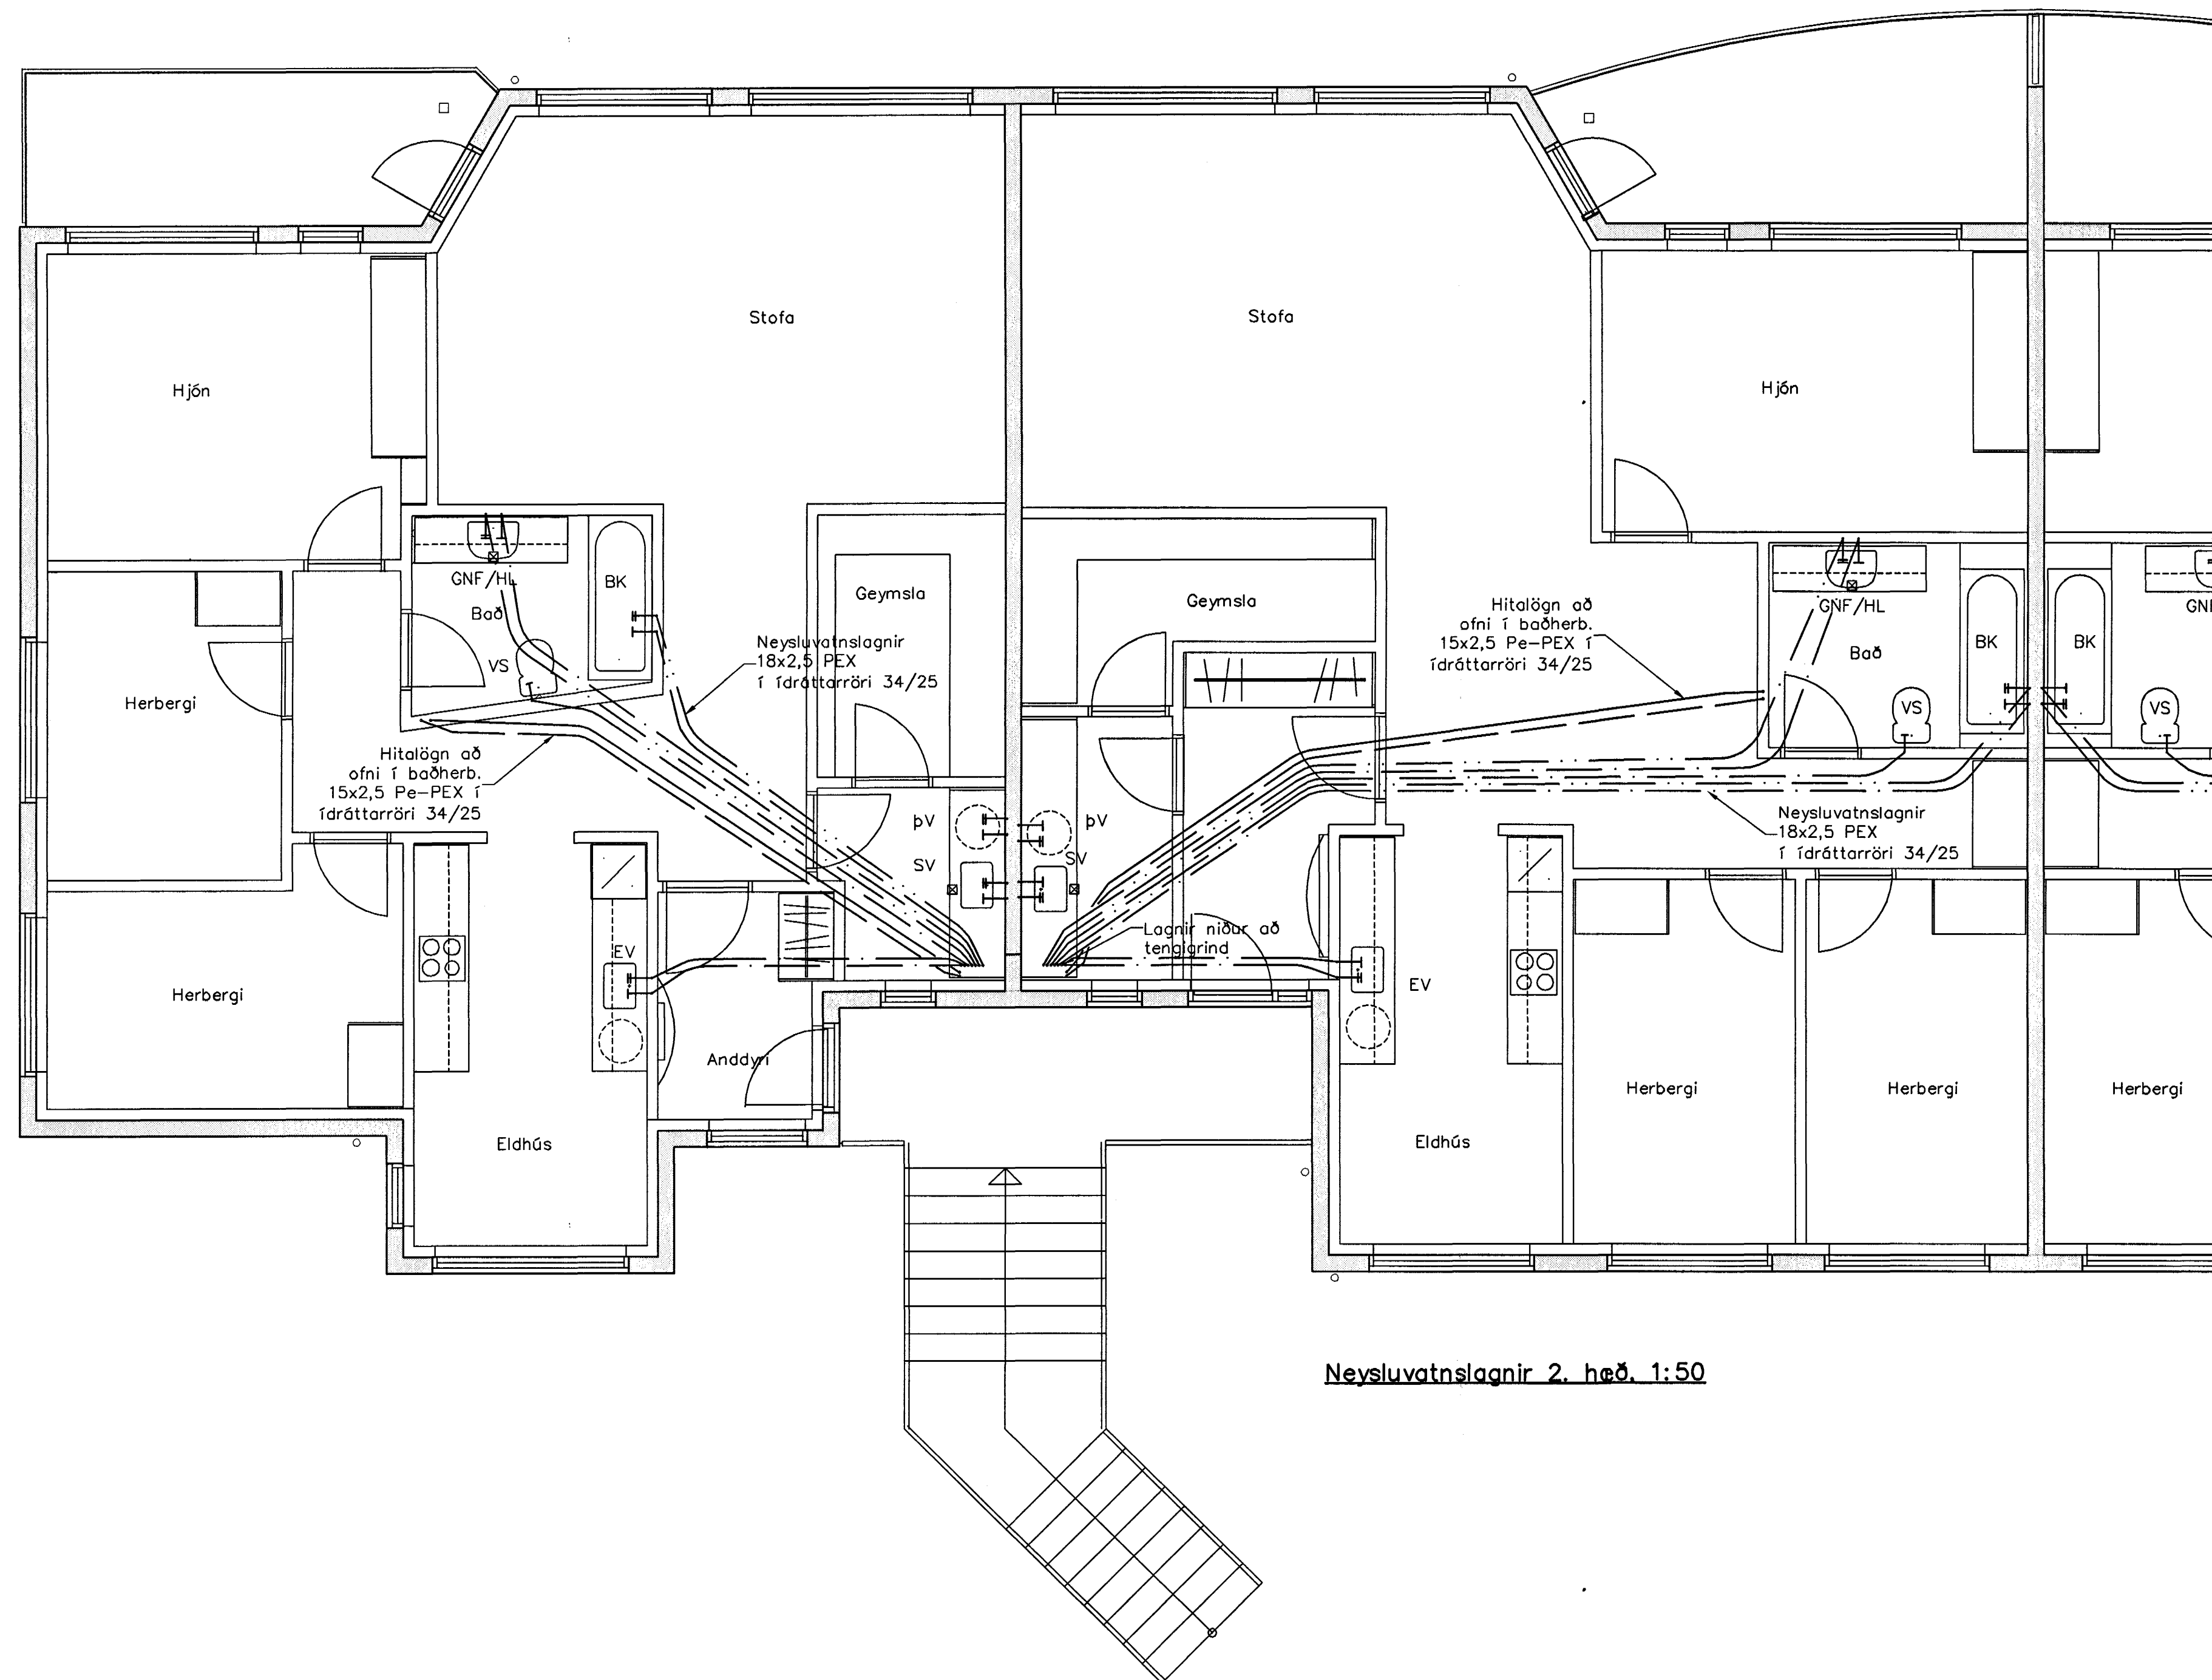 Stofa
Stofa
Hjón
Hjón
GNF/HL
BK
Bað
VS
Geymsla
Geymsla
Neysluvatnslagnir
18x2,5 PEX
í ídráttarröri 34/25
Hitalögn að
ofni í baðherb.
15x2,5 Pe-PEX í
ídráttarröri 34/25
GNF/HL
Bað
BK
BK
VS
VS
GNF
Herbergi
Hitalögn að
ofni í baðherb.
15x2,5 Pe-PEX í
ídráttarröri 34/25
þV
SV
þV
SV
Neysluvatnslagnir
18x2,5 PEX
í ídráttarröri 34/25
Lagnir niður að
tengigrind
EV
EV
Herbergi
Anddyri
Eldhús
Eldhús
Herbergi
Herbergi
Herbergi
Neysluvatnslagnir 2. hæð. 1:50